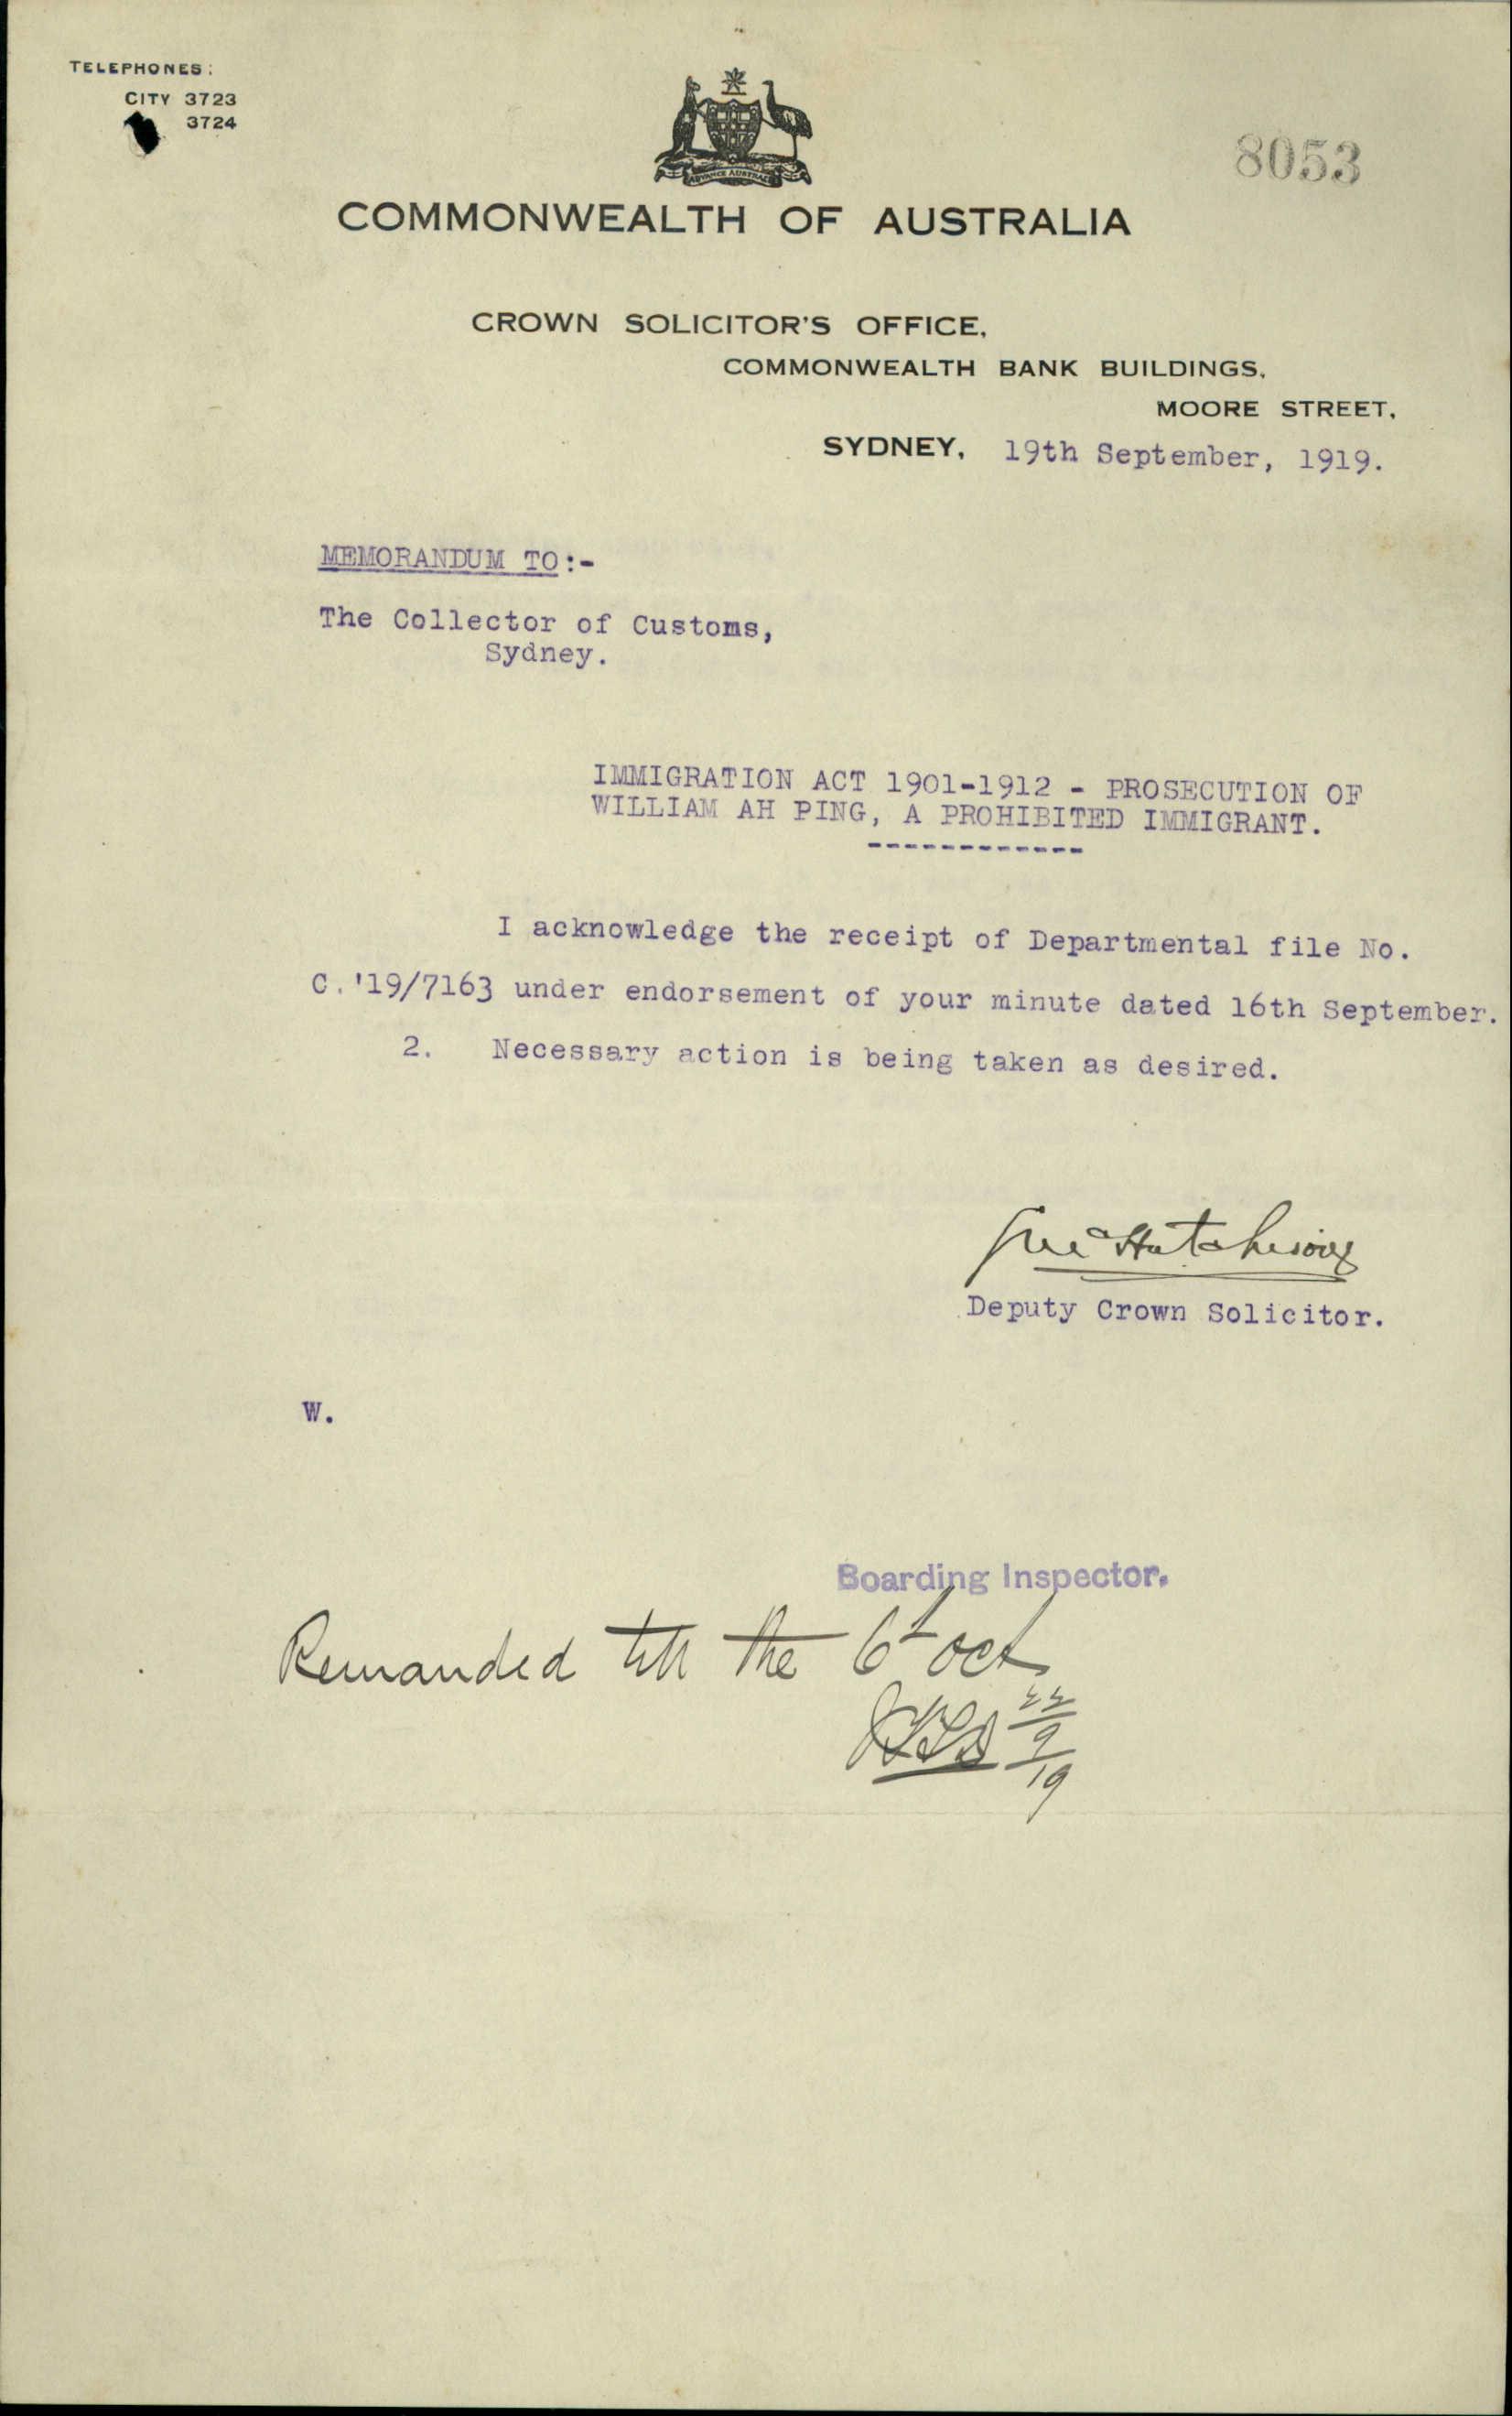 TELEPHONES:
CITY 3723
3724
ADVANCE AUSTRALIA
8053
COMMONWEALTH OF AUSTRALIA
CROWN SOLICITOR'S OFFICE,
COMMONWEALTH BANK BUILDINGS,
MOORE STREET,
SYDNEY, 19th September, 1919.
MEMORANDUM TO:-
The Collector of Customs,
Sydney.
IMMIGRATION ACT 1901-1912 - PROSECUTION OF
WILLIAM AH PING, A PROHIBITED IMMIGRANT.
------------
I acknowledge the receipt of Departmental file No.
C.'19/7163 under endorsement of your minute dated 16th September.
2. Necessary action is being taken as desired.
Deputy Crown Solicitor.
W.
Boarding Inspector.
Remanded till the 6t Oct
22/9/19